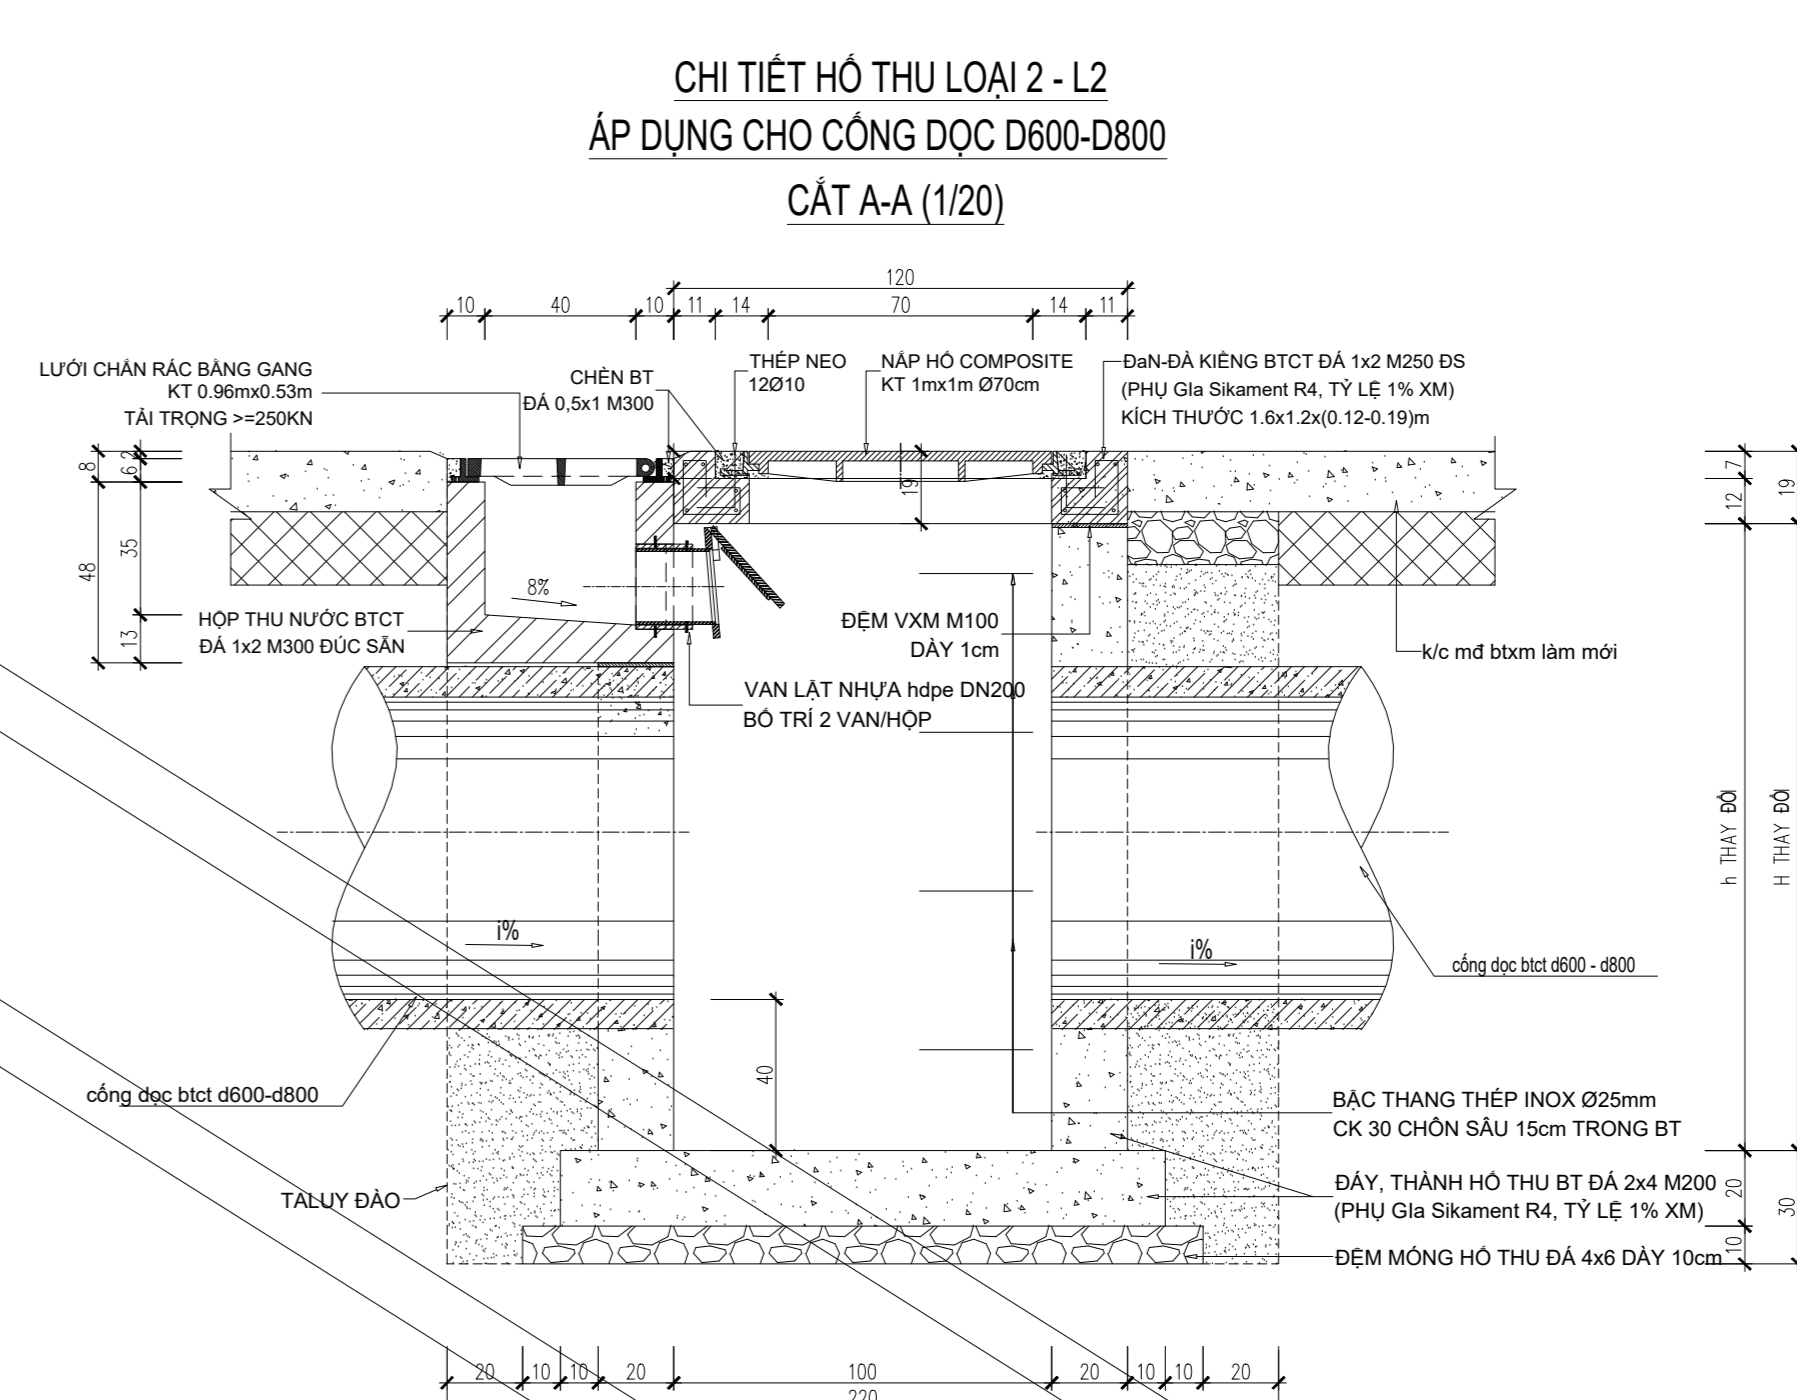 CHI TIẾT HỐ THU LOẠI 2 - L2
ÁP DỤNG CHO CỐNG DỌC D600-D800
CẮT A-A (1/20)
120
10 40 10 11 14 70 14 11
LƯỚI CHẮN RÁC BẰNG GANG
KT 0.96mx0.53m
TẢI TRỌNG >=250KN
CHÈN BT
ĐÁ 0,5x1 M300
THÉP NEO
12Ø10
NẮP HỐ COMPOSITE
KT 1mx1m Ø70cm
ĐaN-ĐÀ KIỀNG BTCT ĐÁ 1x2 M250 ĐS
(PHỤ GIa Sikament R4, TỶ LỆ 1% XM)
KÍCH THƯỚC 1.6x1.2x(0.12-0.19)m
8
6 2
48
35
13
19
7
12
19
8%
HỘP THU NƯỚC BTCT
ĐÁ 1x2 M300 ĐÚC SẴN
ĐỆM VXM M100
DÀY 1cm
k/c mđ btxm làm mới
VAN LẬT NHỰA hdpe DN200
BỐ TRÍ 2 VAN/HỘP
h THAY ĐỔI
H THAY ĐỔI
i%
i%
cống dọc btct d600 - d800
40
cống dọc btct d600-d800
BẬC THANG THÉP INOX Ø25mm
CK 30 CHÔN SÂU 15cm TRONG BT
TALUY ĐÀO
ĐÁY, THÀNH HỐ THU BT ĐÁ 2x4 M200
(PHỤ GIa Sikament R4, TỶ LỆ 1% XM)
ĐỆM MÓNG HỐ THU ĐÁ 4x6 DÀY 10cm
20
10
30
20 10 10 20 100 20 10 10 20
220